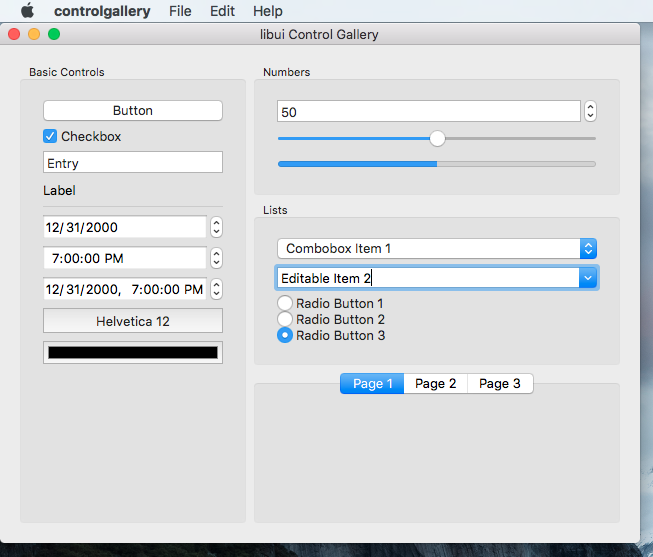 controlgallery File Edit Help
libui Control Gallery
Basic Controls
Button
Checkbox
Entry
Label
12/31/2000
7:00:00 PM
12/31/2000, 7:00:00 PM
Helvetica 12
Numbers
50
Lists
Combobox Item 1
Editable Item 2
Radio Button 1
Radio Button 2
Radio Button 3
Page 1 Page 2 Page 3